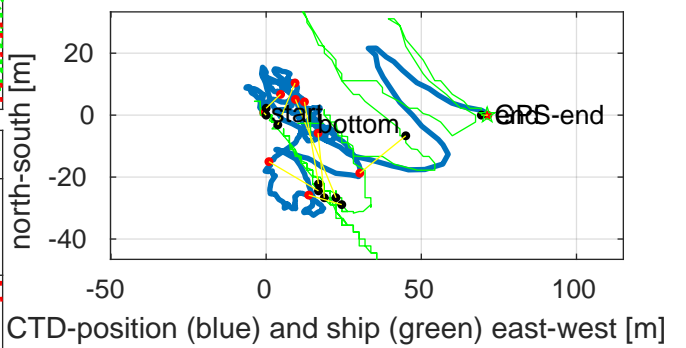 20
0
-20
-40
north-south [m]
start
bottom
end
GPS-end
-50
0
50
100
CTD-position (blue) and ship (green) east-west [m]